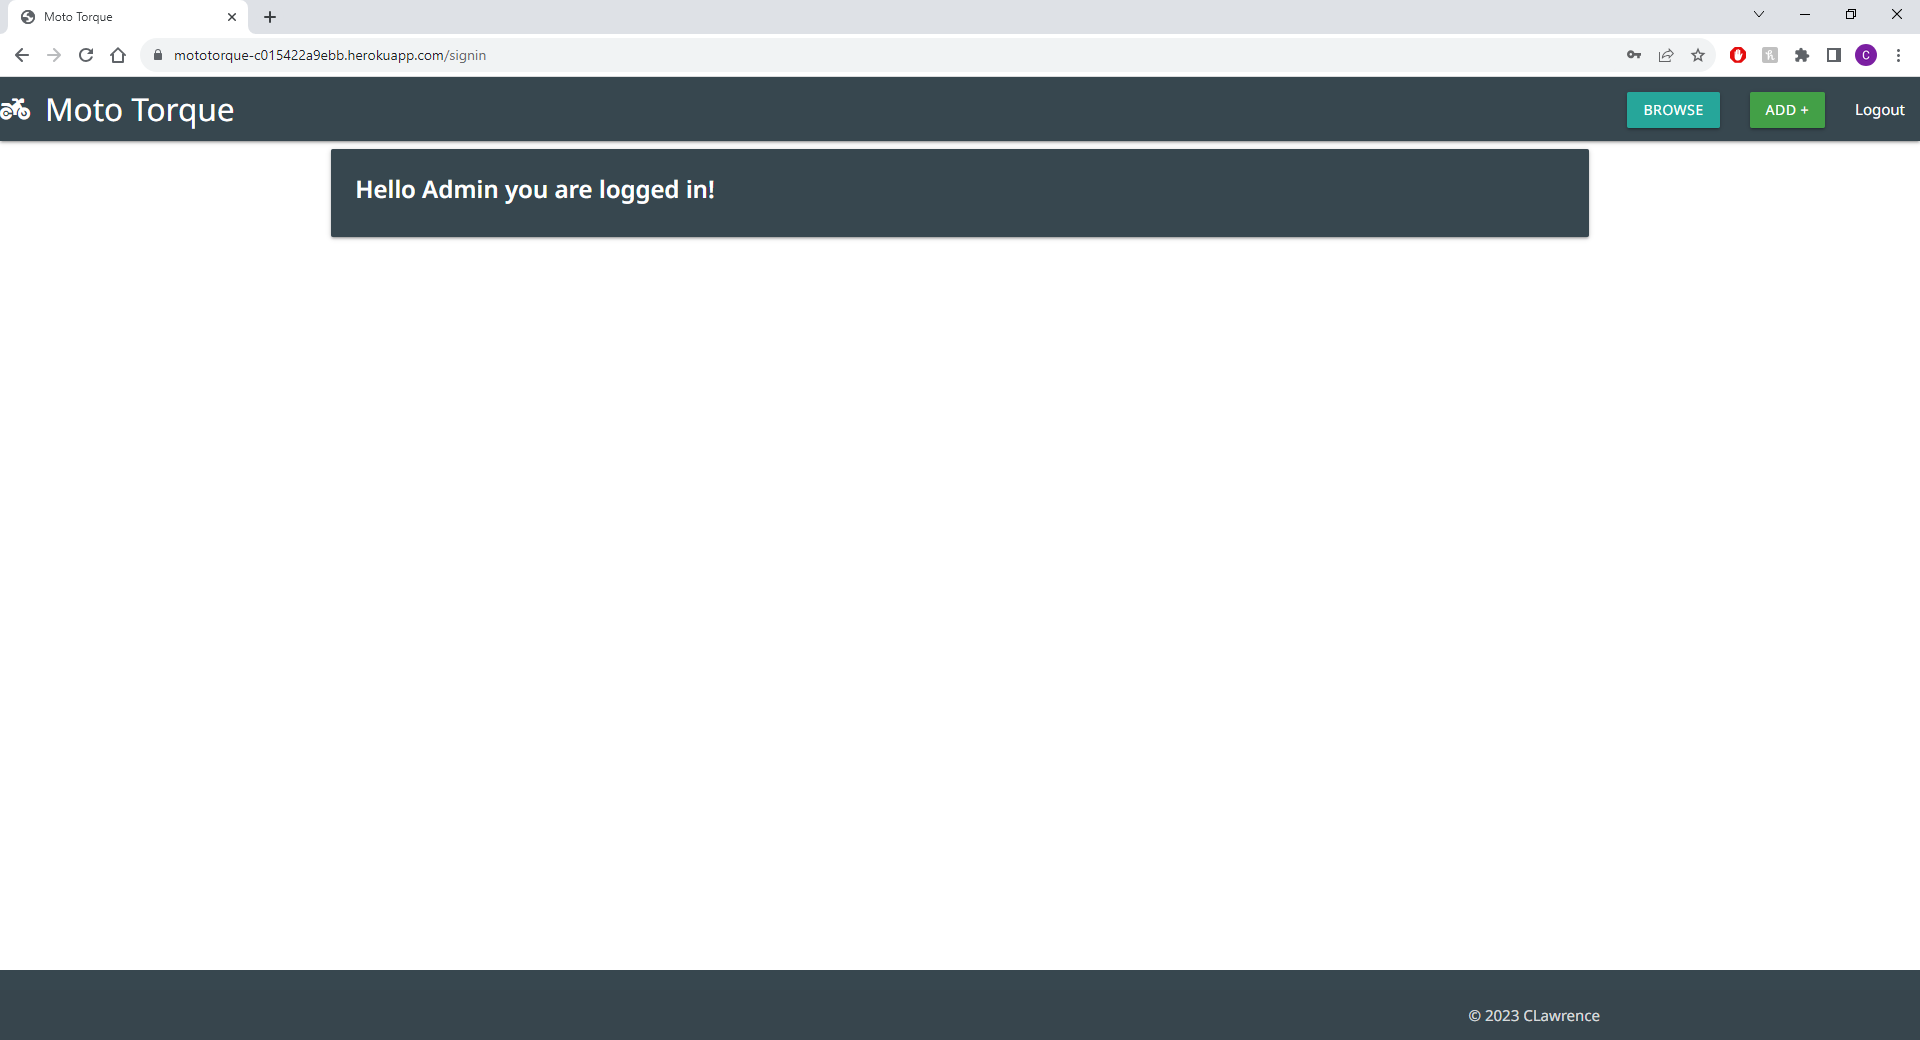 Moto Torque
mototorque-c015422a9ebb.herokuapp.com/signin
C
Moto Torque
BROWSE
ADD +
Logout
Hello Admin you are logged in!
© 2023 CLawrence